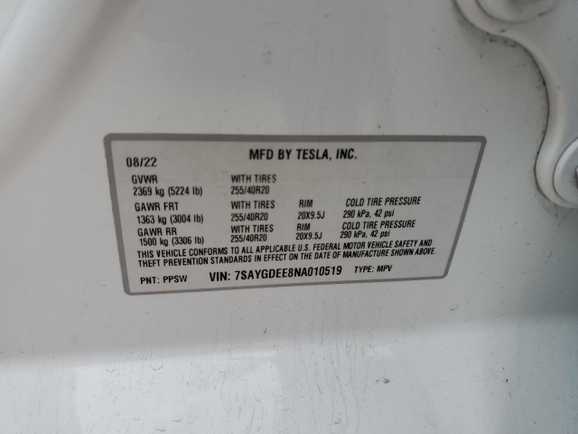 MFD BY TESLA, INC.
08/22
GVWR WITH TIRES
2369 kg (5224 lb) 255/40R20
GAWR FRT WITH TIRES RIM COLD TIRE PRESSURE
1363 kg (3004 lb) 255/40R20 20X9.5J 290 kPa, 42 psi
GAWR RR WITH TIRES RIM COLD TIRE PRESSURE
1500 kg (3306 lb) 255/40R20 20X9.5J 290 kPa, 42 psi
THIS VEHICLE CONFORMS TO ALL APPLICABLE U.S. FEDERAL MOTOR VEHICLE SAFETY AND
THEFT PREVENTION STANDARDS IN EFFECT ON THE DATE OF MANUFACTURE SHOWN ABOVE.
PNT: PPSW VIN: 7SAYGDEE8NA010519 TYPE: MPV